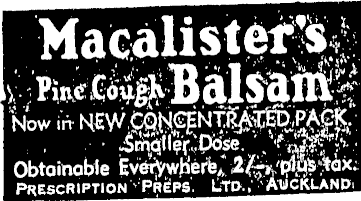 Macalister's
Pine Cough Balsam
Now in NEW CONCENTRATED PACK.
Smaller Dose.
Obtainable Everywhere, 2/-, plus tax.
PRESCRIPTION PREPS. LTD., AUCKLAND.